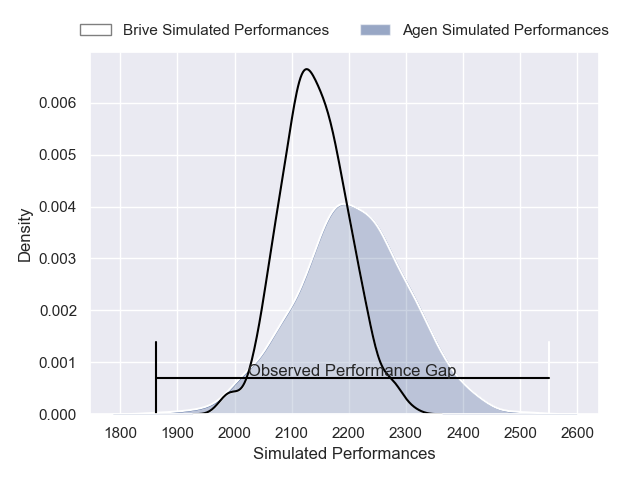 Brive Simulated Performances Agen Simulated Performances
0.006
0.005
0.004
0.003
0.002
0.001
0.000
Density
Observed Performance Gap
1800 1900 2000 2100 2200 2300 2400 2500 2600
Simulated Performances